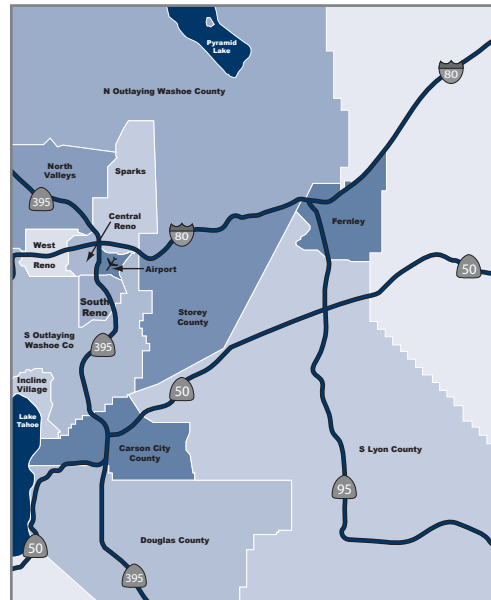 Pyramid
Lake
80
N Outlaying Washoe County
North
Valleys
Sparks
395
Central
Reno
Fernley
80
West
Reno
Airport
50
South
Reno
Storey
County
S Outlaying
Washoe Co
395
Incline
Village
50
Lake
Tahoe
Carson City
County
S Lyon County
95
Douglas County
50
395